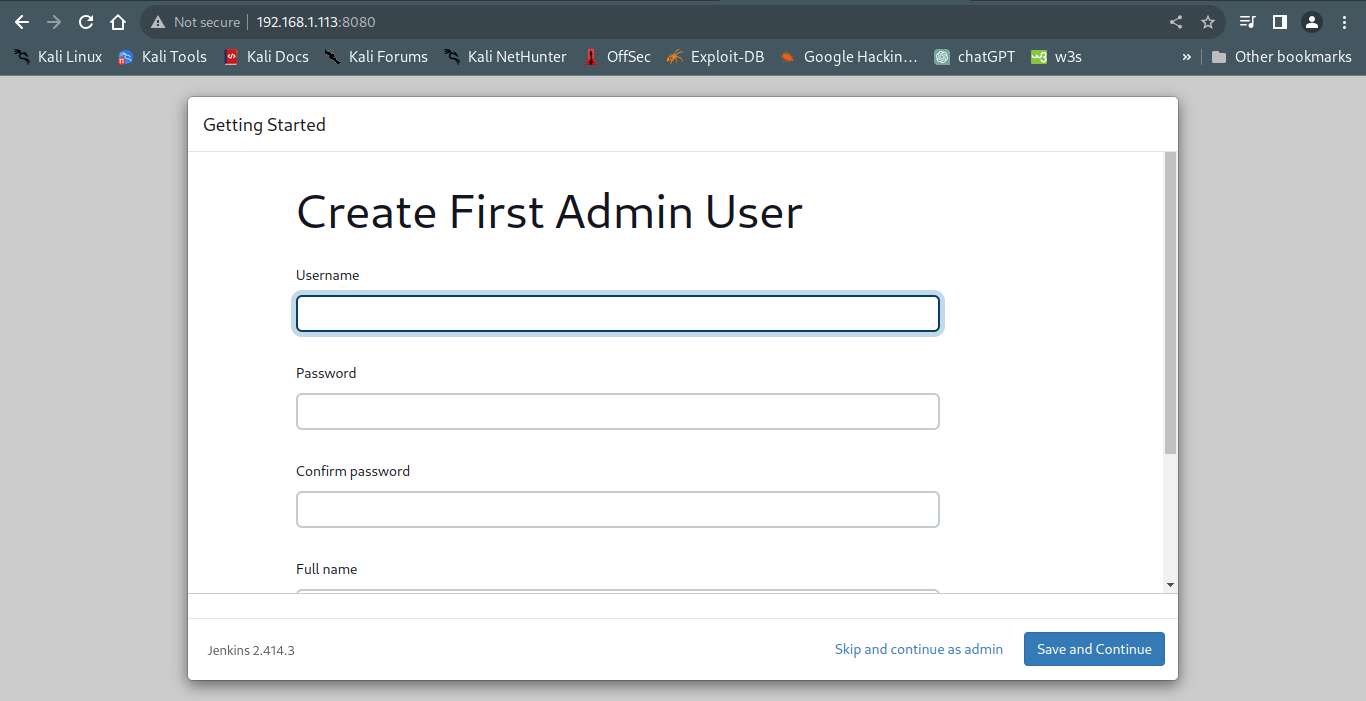 Not secure 192.168.1.113:8080
Kali Linux Kali Tools Kali Docs Kali Forums Kali NetHunter OffSec Exploit-DB Google Hackin... chatGPT w3s » Other bookmarks
Getting Started
Create First Admin User
Username
Password
Confirm password
Full name
Jenkins 2.414.3 Skip and continue as admin Save and Continue